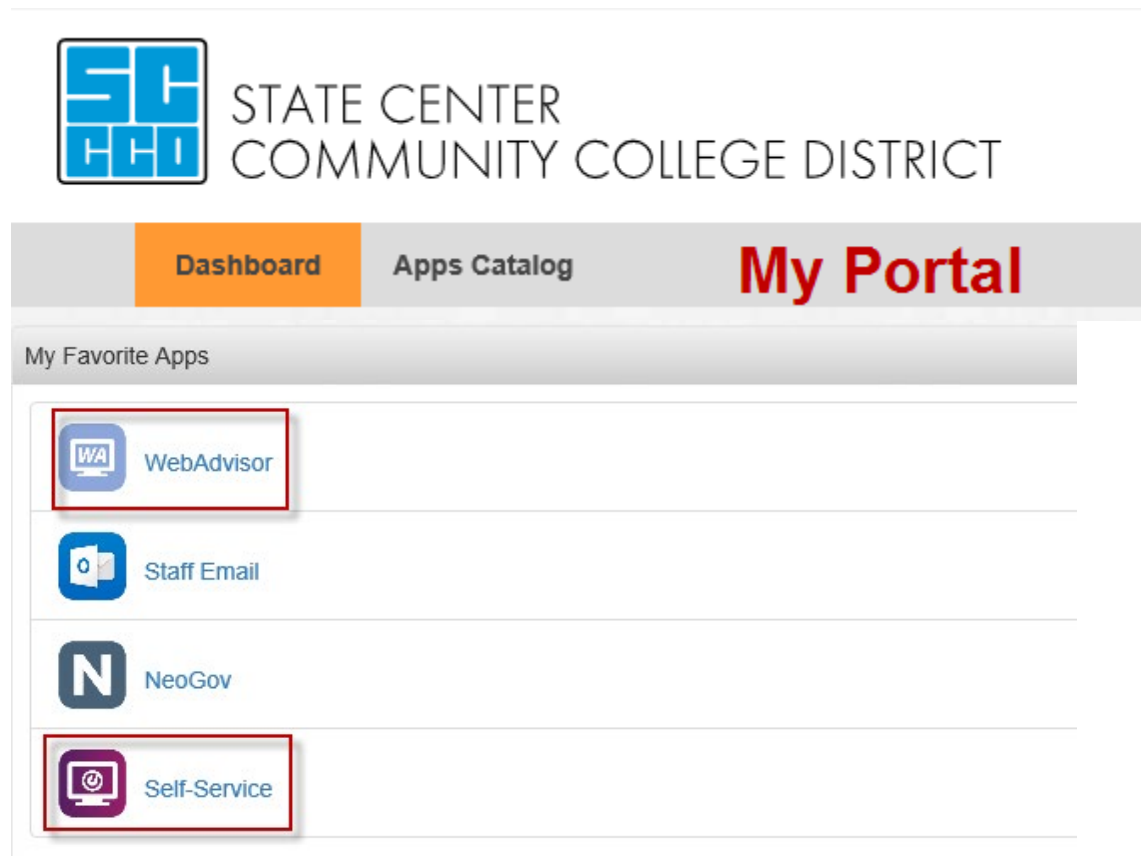 SC
CCD
STATE CENTER
COMMUNITY COLLEGE DISTRICT
Dashboard Apps Catalog My Portal
My Favorite Apps
WA WebAdvisor
O Staff Email
N NeoGov
Self-Service